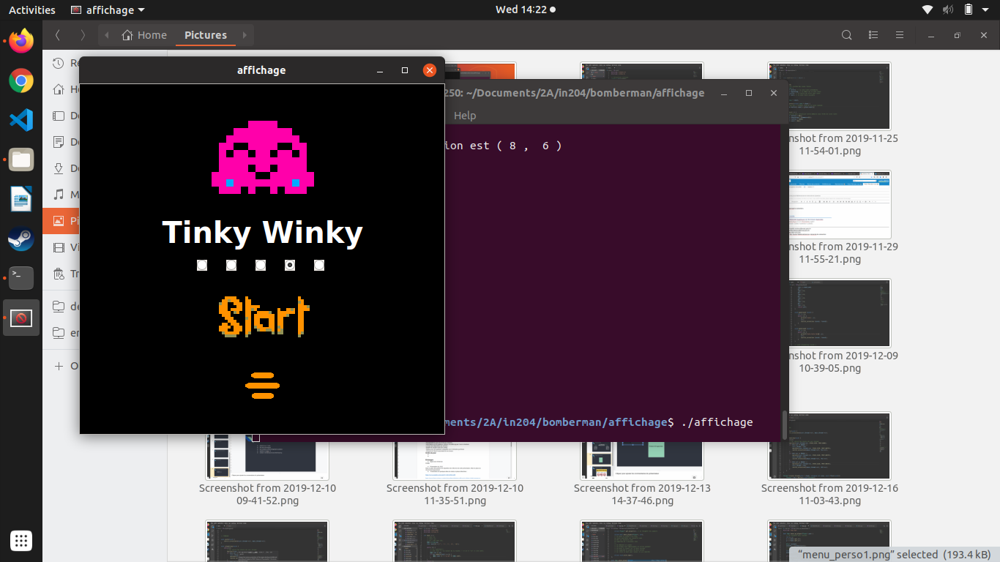 Activities
affichage
Wed 14:22
Home
Pictures
Re
Ho
De
Do
Do
M
Pi
Vi
Tr
de
en
O
affichage
Tinky Winky
Start
250: ~/Documents/2A/in204/bomberman/affichage
Help
ion est ( 8 , 6 )
ments/2A/in204/bomberman/affichage$ ./affichage
nshot from 2019-11-25
11-54-01.png
nshot from 2019-11-29
11-55-21.png
nshot from 2019-12-09
10-39-05.png
Screenshot from 2019-12-10
09-41-52.png
Screenshot from 2019-12-10
11-35-51.png
Screenshot from 2019-12-13
14-37-46.png
Screenshot from 2019-12-16
11-03-43.png
“menu_perso1.png” selected (193.4 kB)